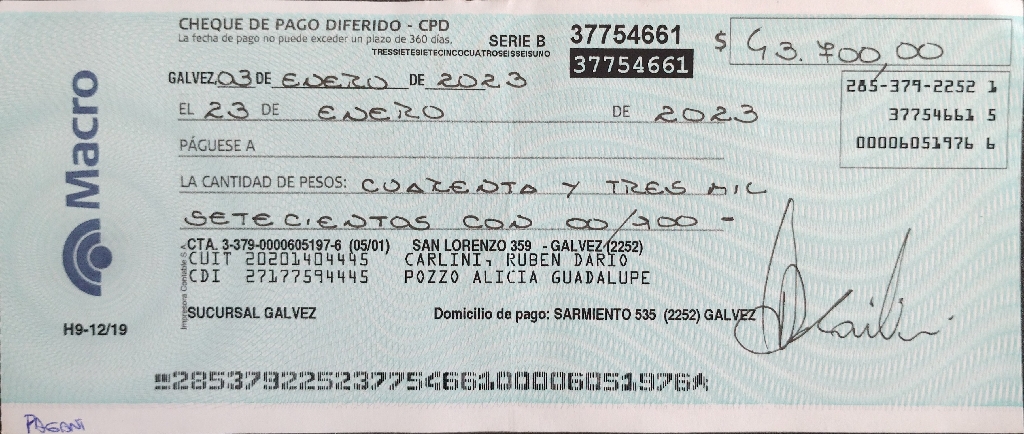 CHEQUE DE PAGO DIFERIDO - CPD
La fecha de pago no puede exceder un plazo de 360 días.
SERIE B
TRESSIETESIETECINCOCUATROSEISSEISUNO
37754661
37754661
$ 43.700,00
GALVEZ, 03 DE ENERO DE 2023
285-379-2252 1
37754661 5
00006051976 6
EL 23 DE ENERO DE 2023
PÁGUESE A
LA CANTIDAD DE PESOS: CUARENTA Y TRES MIL
SETECIENTOS CON 00/100 -
CTA. 3-379-0000605197-6 (05/01) SAN LORENZO 359 - GALVEZ (2252)
CUIT 20201404445 CARLINI, RUBEN DARIO
CDI 27177594445 POZZO ALICIA GUADALUPE
SUCURSAL GALVEZ Domicilio de pago: SARMIENTO 535 (2252) GALVEZ
Macro
H9-12/19
Impresora Contable S.
285379225237754661000060519766
PAGANI